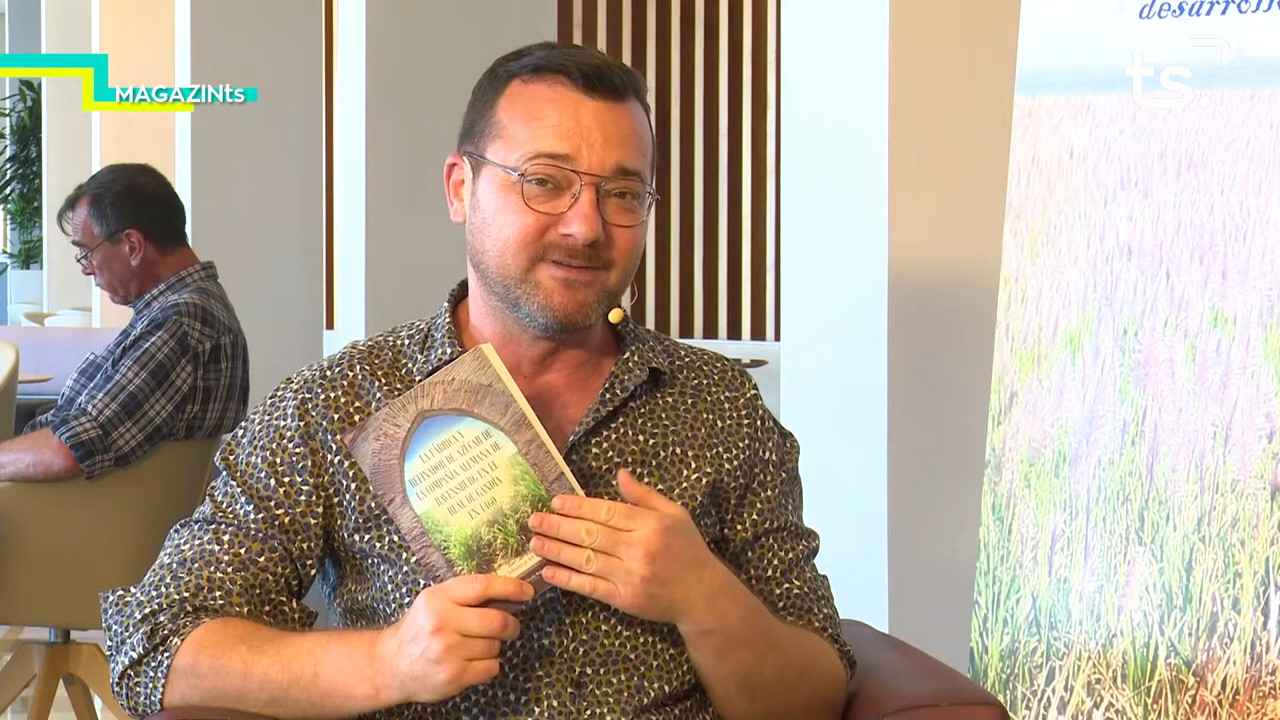 desarrollo
ts.
MAGAZINts
LA FÁBRICA Y
REFINADOR DE AZÚCAR DE
LA COMPAÑÍA ALEMANA DE
RAVENSBURG EN EL
REAL DE GANDIA
EN 1460